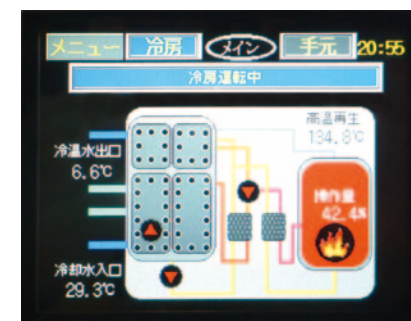 メニュー 冷房 メイン 手元 20:55
冷房運転中
高温再生
134.8℃
冷温水出口
6.6℃
操作量
42.4%
冷却水入口
29.3℃